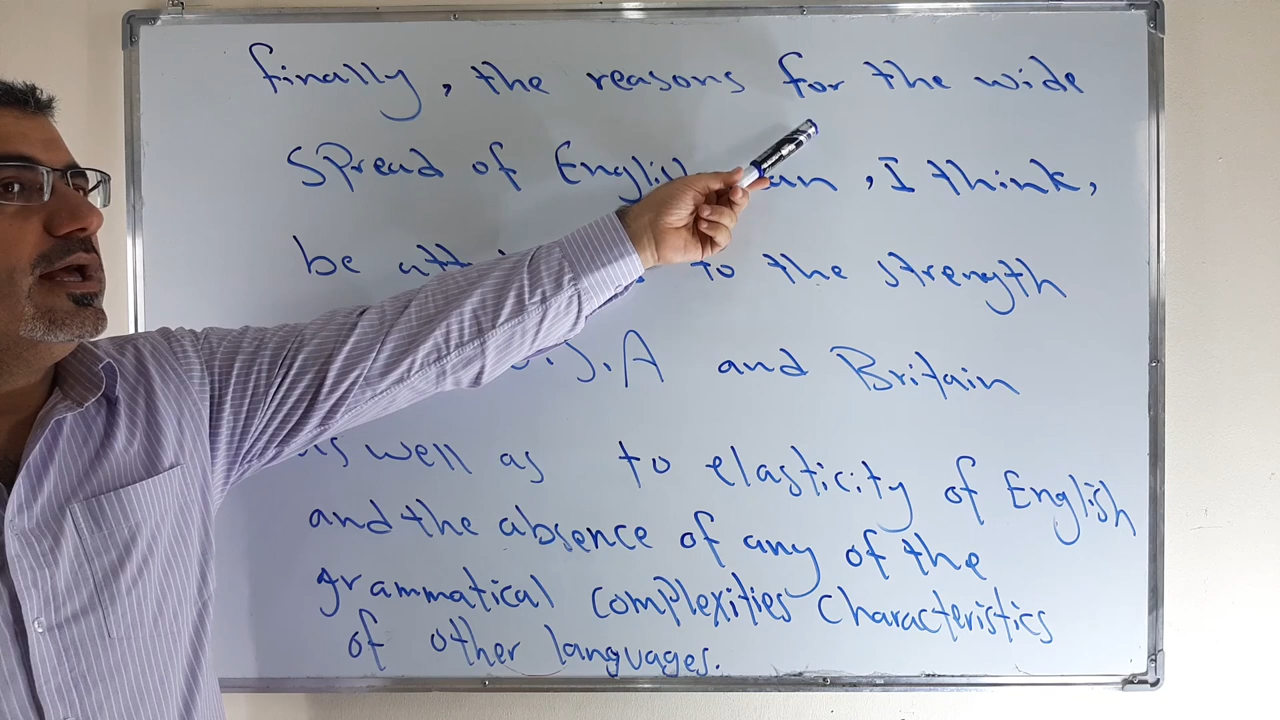 finally, the reasons for the wide
spread of English can, I think,
be to the strength
U.S.A and Britain
as well as to elasticity of English
and the absence of any of the
grammatical complexities characteristics
of other languages.